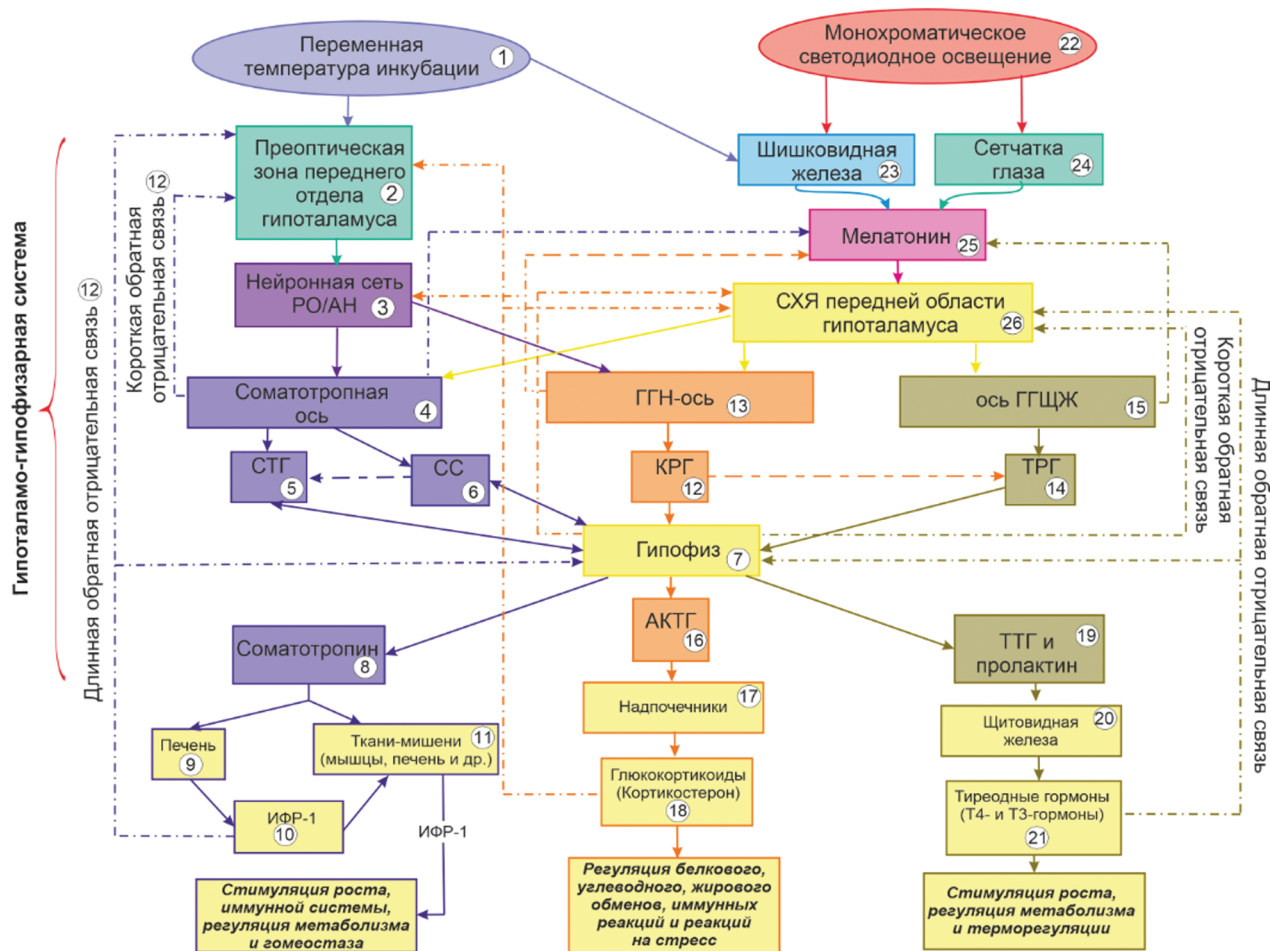 Переменная
температура инкубации
1
Монохроматическое
светодиодное освещение
22
Преоптическая
зона переднего
отдела
гипоталамуса
2
Шишковидная
железа
23
Сетчатка
глаза
24
Мелатонин
25
Нейронная сеть
РО/АН
3
СХЯ передней области
гипоталамуса
26
Соматотропная
ось
4
ГГН-ось
13
ось ГГЩЖ
15
СТГ
5
СС
6
КРГ
12
ТРГ
14
Гипофиз
7
Соматотропин
8
АКТГ
16
ТТГ и
пролактин
19
Надпочечники
17
Щитовидная
железа
20
Печень
9
Ткани-мишени
(мышцы, печень и др.)
11
ИФР-1
10
ИФР-1
Глюкокортикоиды
(Кортикостерон)
18
Тиреодные гормоны
(Т4- и Т3-гормоны)
21
Стимуляция роста,
иммунной системы,
регуляция метаболизма
и гомеостаза
Регуляция белкового,
углеводного, жирового
обменов, иммунных
реакций и реакций
на стресс
Стимуляция роста,
регуляция метаболизма
и терморегуляции
Гипоталамо-гипофизарная система
Длинная обратная отрицательная связь 12
Короткая обратная
отрицательная связь 12
Короткая обратная
отрицательная связь
Длинная обратная отрицательная связь